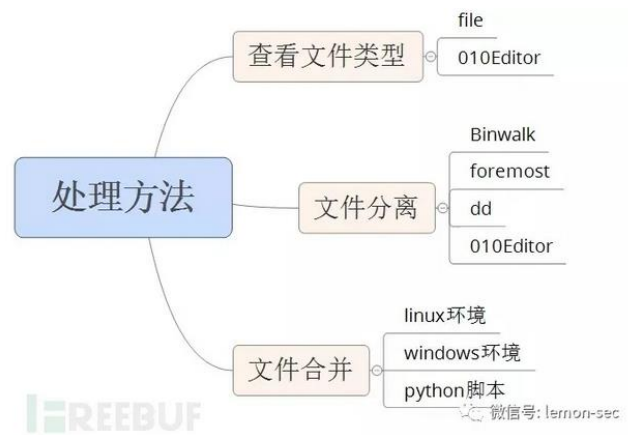 处理方法
查看文件类型
file
010Editor
文件分离
Binwalk
foremost
dd
010Editor
文件合并
linux环境
windows环境
python脚本
FREEBUF
微信号: lemon-sec